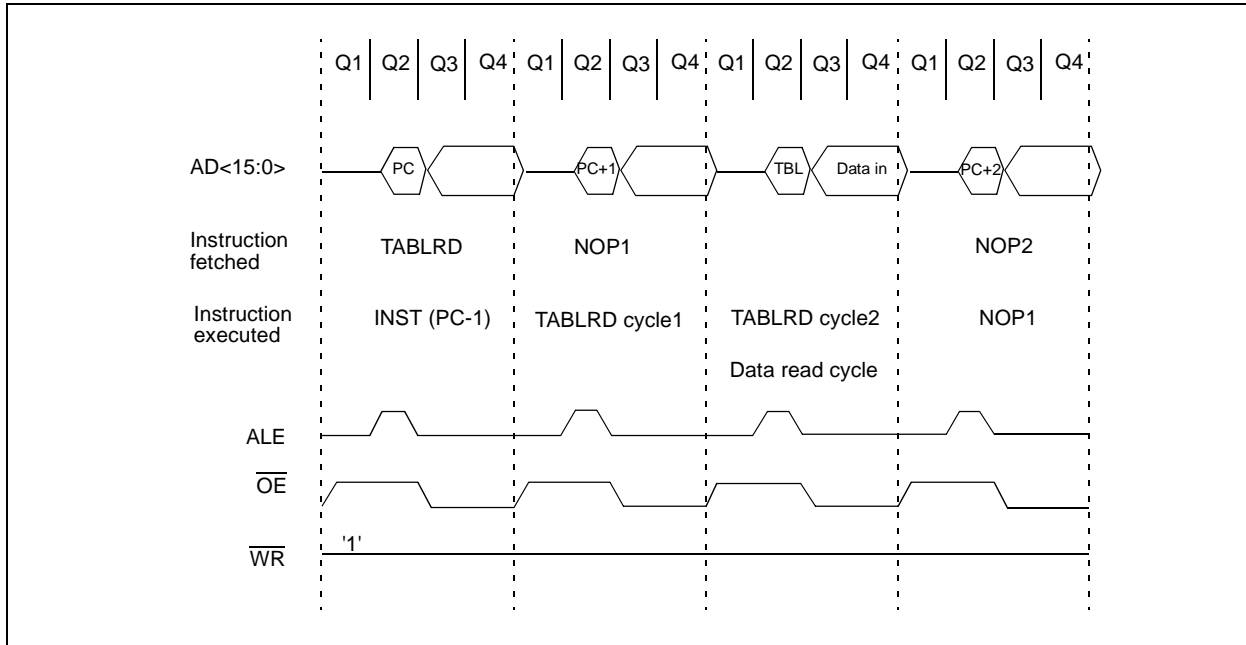 Q1 Q2 Q3 Q4 Q1 Q2 Q3 Q4 Q1 Q2 Q3 Q4 Q1 Q2 Q3 Q4
AD<15:0> PC PC+1 TBL Data in PC+2
Instruction
fetched
TABLRD NOP1 NOP2
Instruction
executed
INST (PC-1) TABLRD cycle1 TABLRD cycle2 NOP1
Data read cycle
ALE
OE
WR '1'